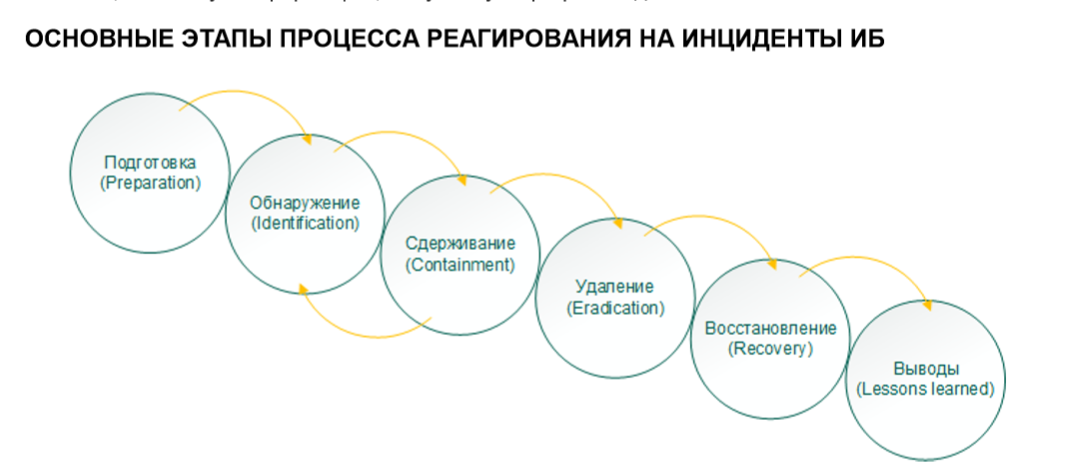 ОСНОВНЫЕ ЭТАПЫ ПРОЦЕССА РЕАГИРОВАНИЯ НА ИНЦИДЕНТЫ ИБ
Подготовка
(Preparation)
Обнаружение
(Identification)
Сдерживание
(Containment)
Удаление
(Eradication)
Восстановление
(Recovery)
Выводы
(Lessons learned)